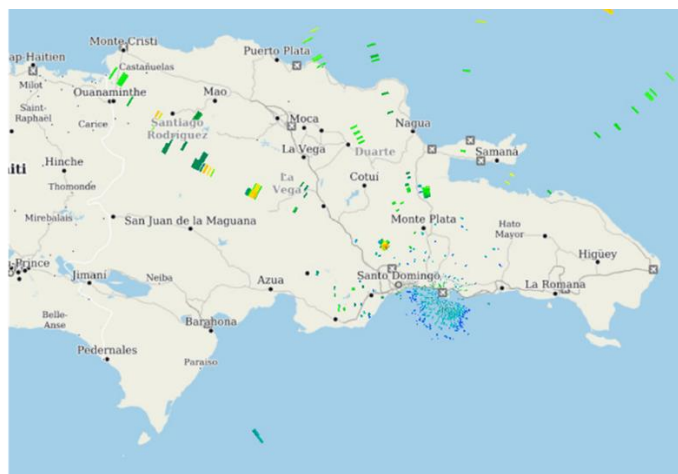 Monte Cristi
Puerto Plata
ap-Haitien
Castañuelas
Milot
Ouanaminthe
Mao
Saint-
Raphaël
Carice
Santiago
Rodríguez
Moca
Nagua
La Vega
Duarte
Samaná
Hinche
iti
Thomonde
La
Vega
Cotuí
Mirebalais
San Juan de la Maguana
Monte Plata
Hato
Mayor
Higüey
-Prince
Jimaní
Neiba
Azua
Santo Domingo
La Romana
Belle-
Anse
Barahona
Pedernales
Paraíso